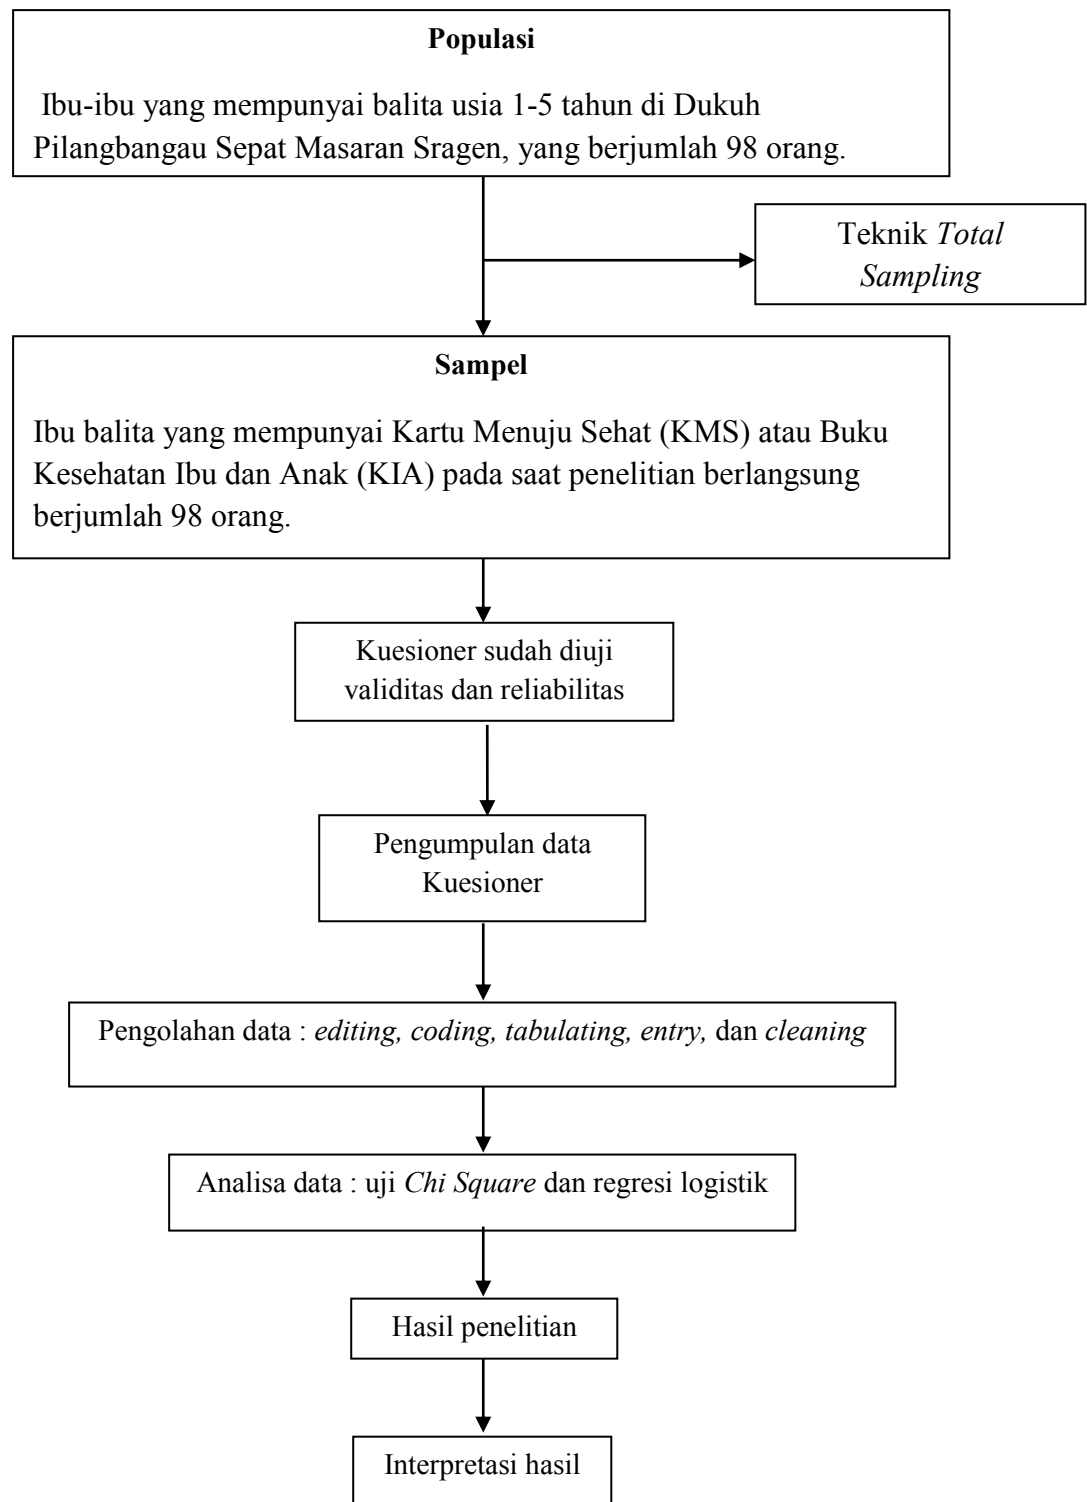 Populasi
Ibu-ibu yang mempunyai balita usia 1-5 tahun di Dukuh
Pilangbangau Sepat Masaran Sragen, yang berjumlah 98 orang.
Teknik Total
Sampling
Sampel
Ibu balita yang mempunyai Kartu Menuju Sehat (KMS) atau Buku
Kesehatan Ibu dan Anak (KIA) pada saat penelitian berlangsung
berjumlah 98 orang.
Kuesioner sudah diuji
validitas dan reliabilitas
Pengumpulan data
Kuesioner
Pengolahan data : editing, coding, tabulating, entry, dan cleaning
Analisa data : uji Chi Square dan regresi logistik
Hasil penelitian
Interpretasi hasil